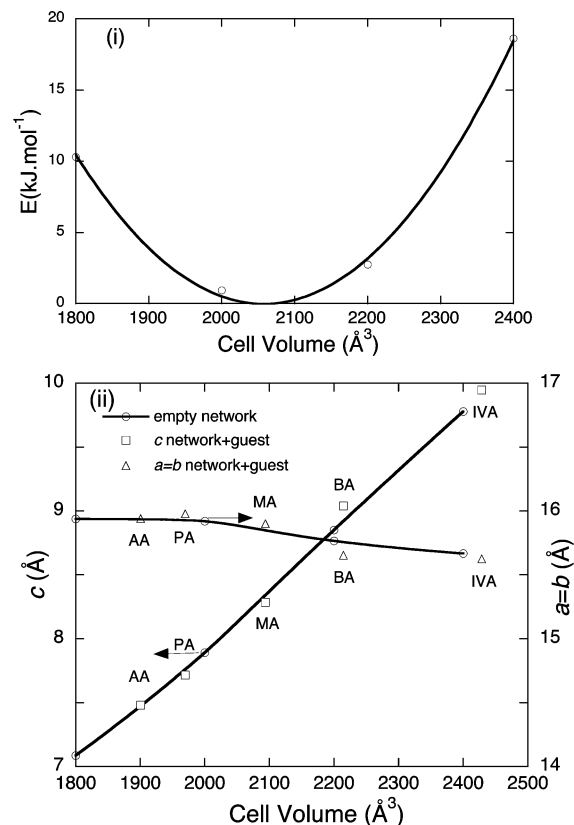 (i)
20
15
10
5
0
E(kJ.mol⁻¹)
1800 1900 2000 2100 2200 2300 2400
Cell Volume (Å³)
(ii)
10
9
8
7
c (Å)
17
16
15
14
a=b (Å)
empty network
c network+guest
a=b network+guest
AA
PA
MA
BA
IVA
BA
IVA
MA
PA
AA
1800 1900 2000 2100 2200 2300 2400 2500
Cell Volume (Å³)